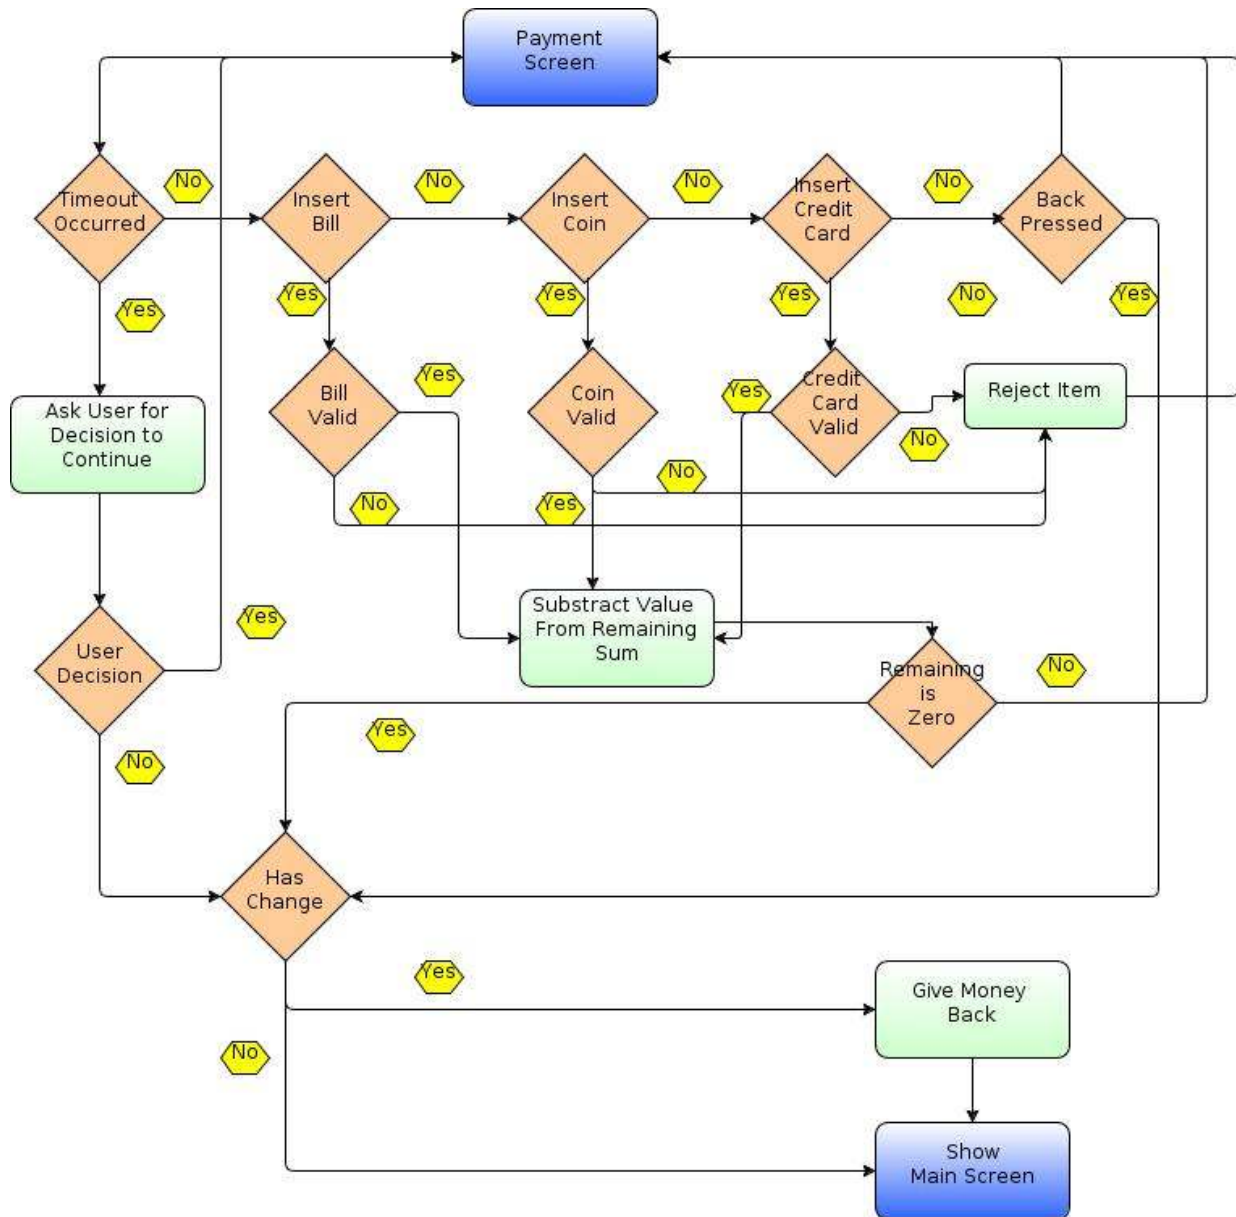 Payment
Screen
Timeout
Occurred
No
Insert
Bill
No
Insert
Coin
No
Insert
Credit
Card
No
Back
Pressed
Yes
Yes
Yes
Yes
No
Yes
Ask User for
Decision to
Continue
Bill
Valid
Yes
Coin
Valid
Yes
Credit
Card
Valid
No
Reject Item
No
No
Yes
User
Decision
Yes
Substract Value
From Remaining
Sum
Remaining
is
Zero
No
Yes
No
Has
Change
Yes
No
Give Money
Back
Show
Main Screen